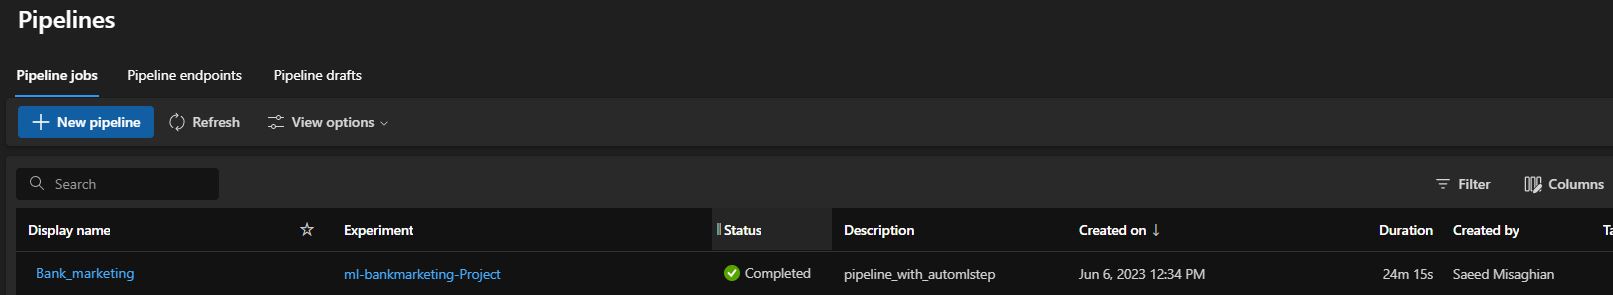 Pipelines
Pipeline jobs Pipeline endpoints Pipeline drafts
New pipeline Refresh View options
Search Filter Columns
Display name Experiment Status Description Created on ↓ Duration Created by Ta
Bank_marketing ml-bankmarketing-Project Completed pipeline_with_automlstep Jun 6, 2023 12:34 PM 24m 15s Saeed Misaghian